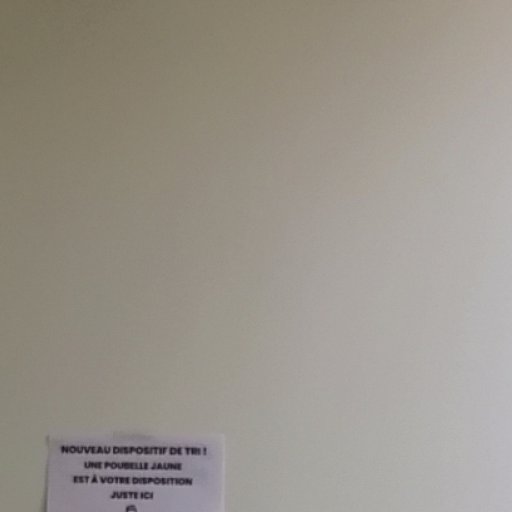 NOUVEAU DISPOSITIF DE TRI !
UNE POUBELLE JAUNE
EST À VOTRE DISPOSITION
JUSTE ICI